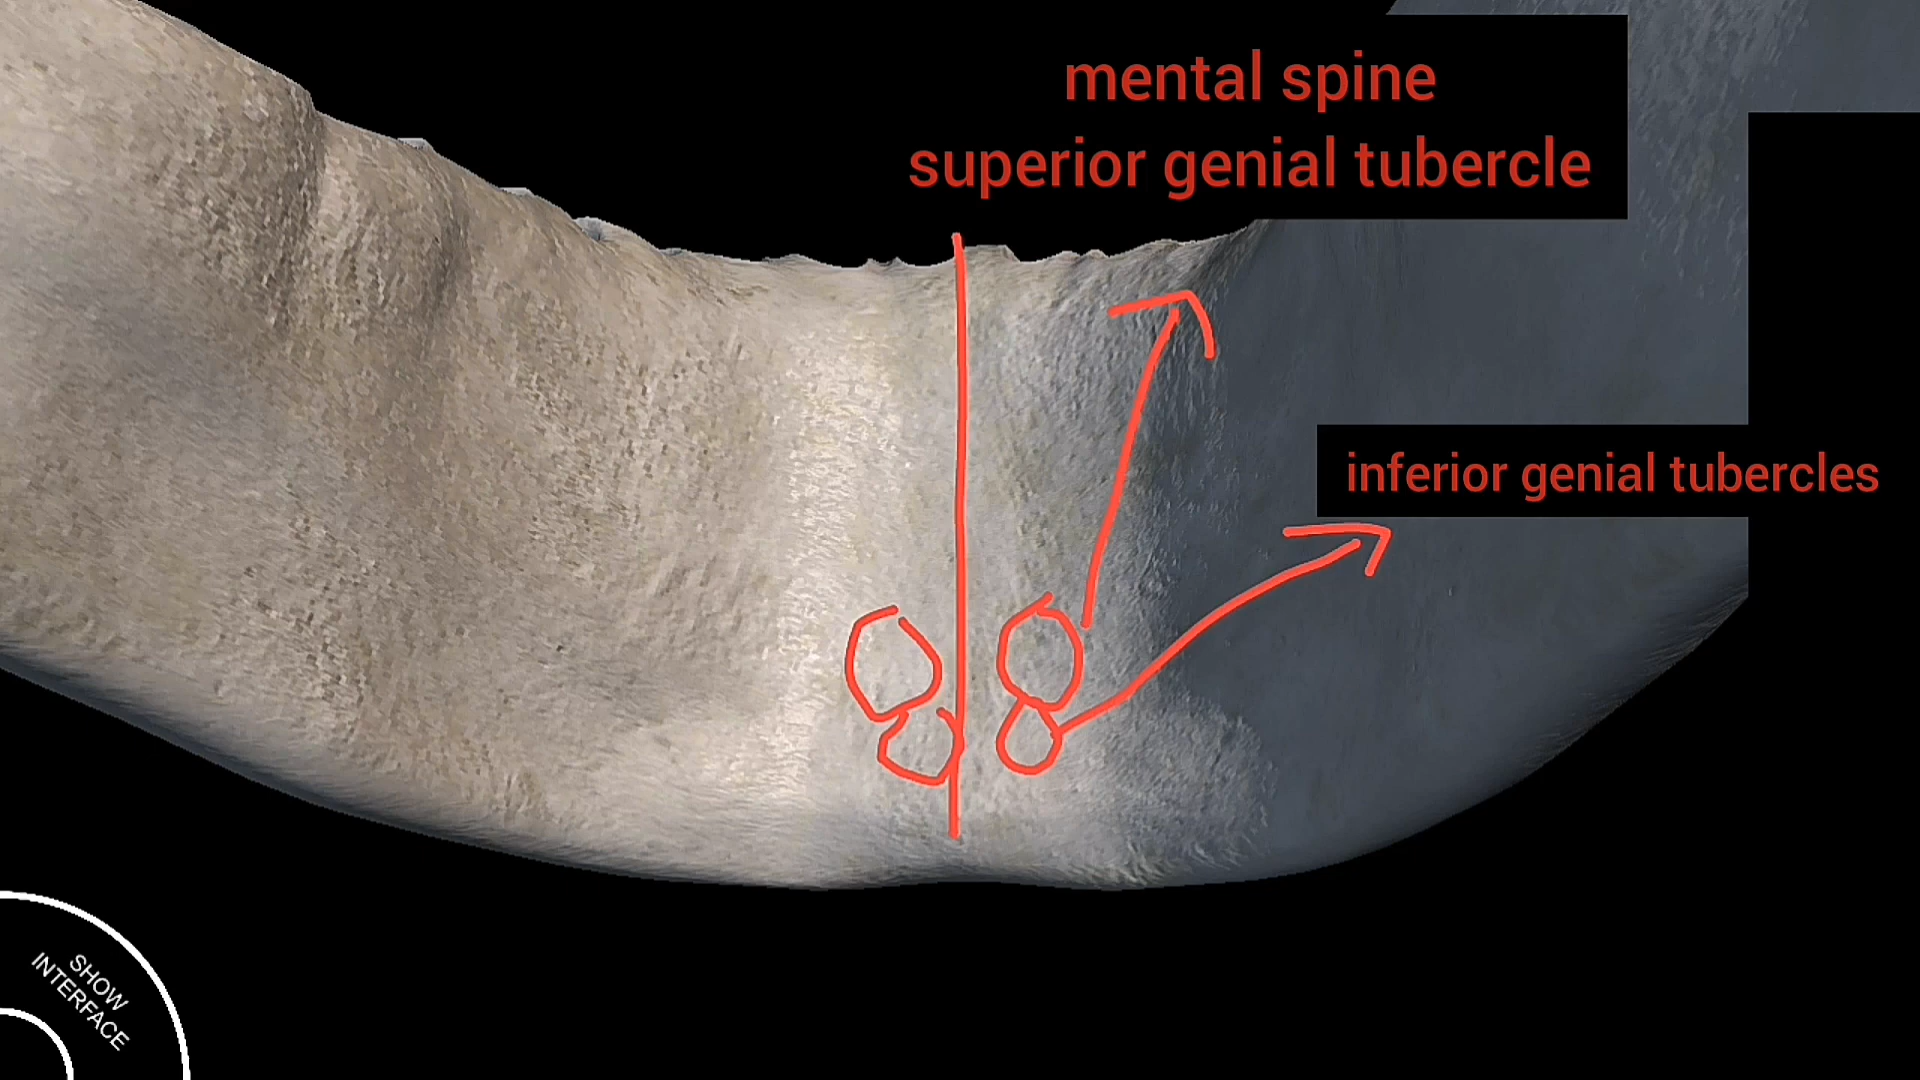 mental spine
superior genial tubercle
inferior genial tubercles
SHOW
INTERFACE